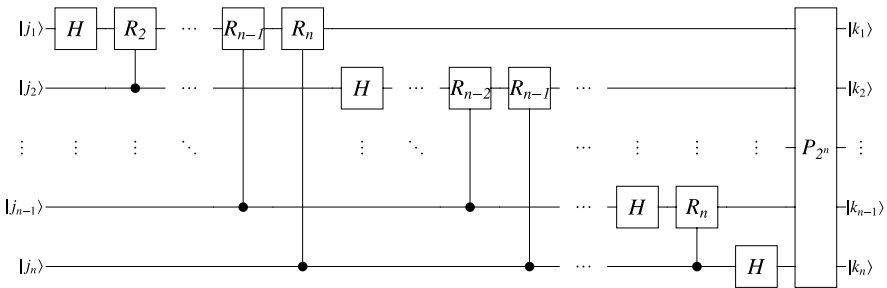 |j₁⟩ H R₂ ⋯ Rₙ₋₁ Rₙ |k₁⟩
|j₂⟩ ⋯ H ⋯ Rₙ₋₂ Rₙ₋₁ ⋯ |k₂⟩
⋮ ⋮ ⋮ ⋱ ⋮ ⋱ ⋯ ⋮ ⋮ ⋮ P₂ⁿ ⋮
|jₙ₋₁⟩ ⋯ H Rₙ |kₙ₋₁⟩
|jₙ⟩ ⋯ H |kₙ⟩